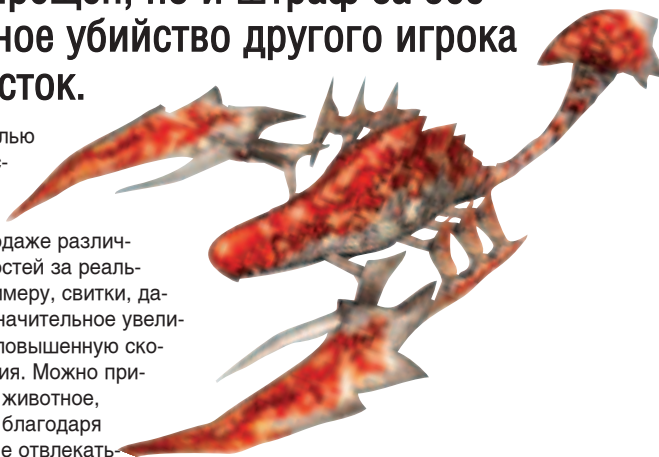 ное убийство другого игрока
сток.
лью
с-
одаже различ-
остей за реаль-
имеру, свитки, да-
начительное увели-
повышенную ско-
ия. Можно при-
животное,
благодаря
е отвлекать-